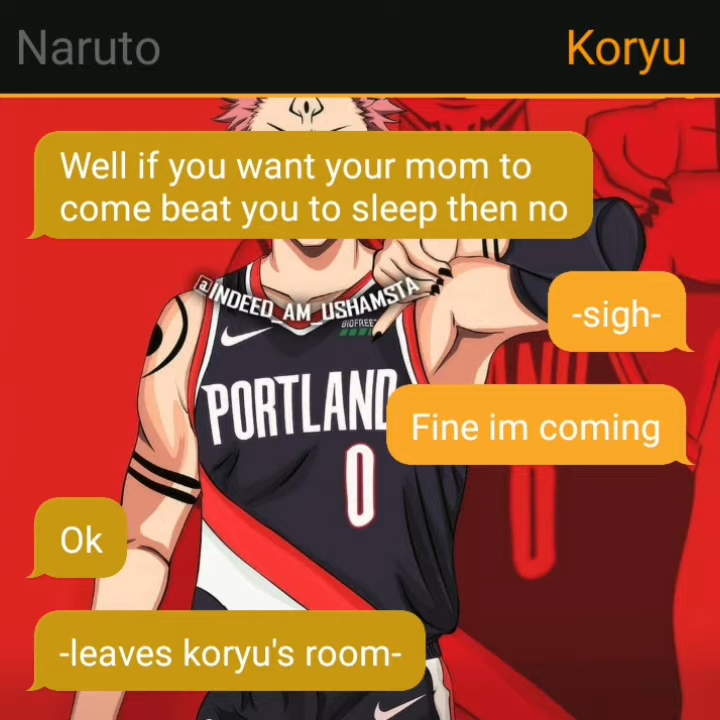 Naruto
Koryu
Well if you want your mom to
come beat you to sleep then no
@INDEED_AM_USHAMSTA
BIOFREEZ
-sigh-
PORTLAND
Fine im coming
0
Ok
-leaves koryu's room-